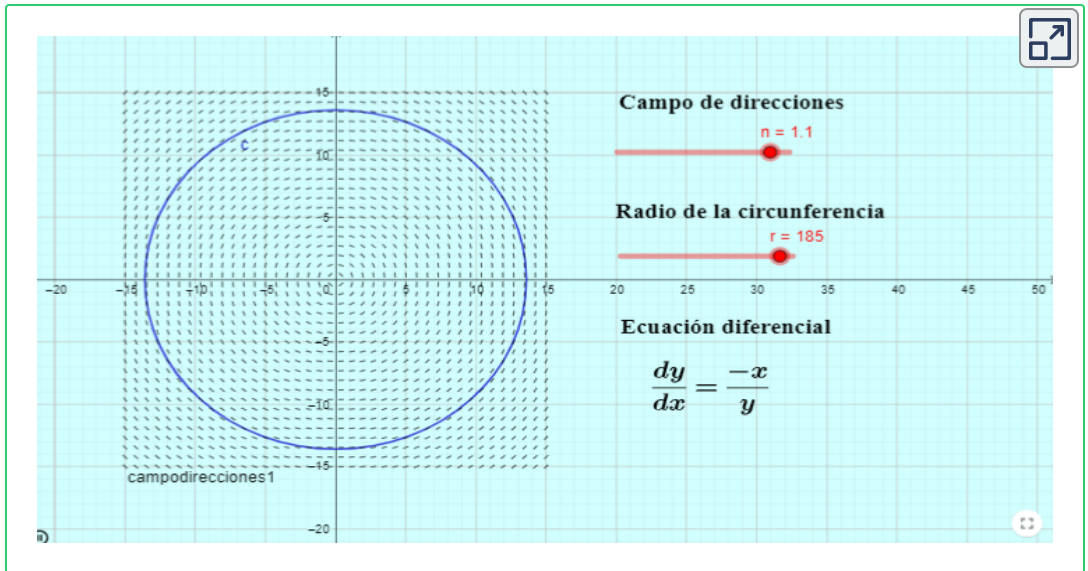 Campo de direcciones
n = 1.1
Radio de la circunferencia
r = 185
Ecuación diferencial
dy/dx = -x/y
c
15
10
5
-20 -15 -10 -5 0 5 10 15 20 25 30 35 40 45 50
-5
-10
-15
campodirecciones1
-20